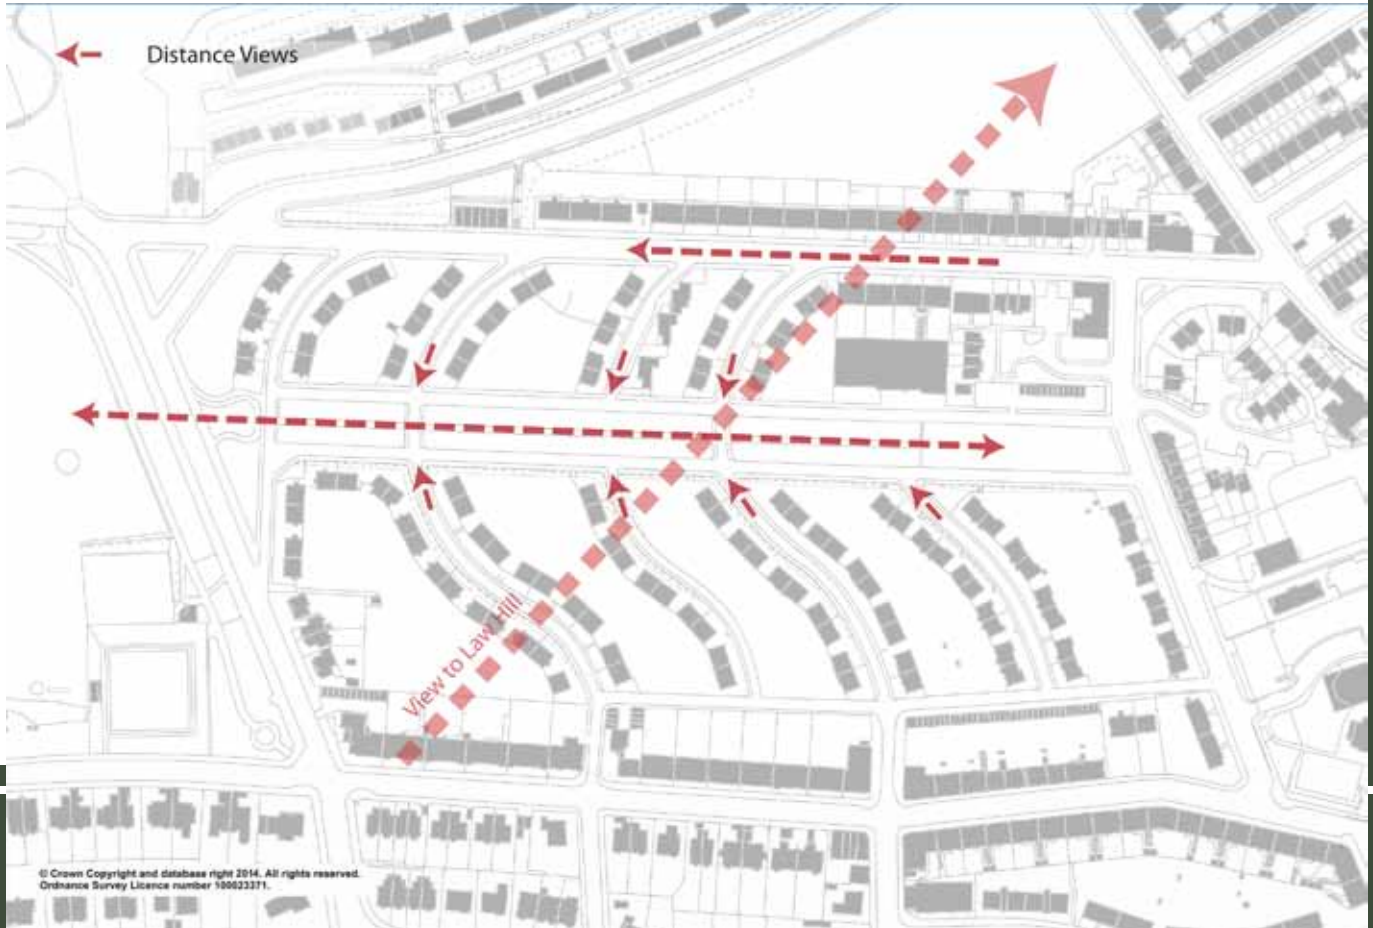 Distance Views
View to Law Hill
© Crown Copyright and database right 2014. All rights reserved.
Ordnance Survey Licence number 100023371.